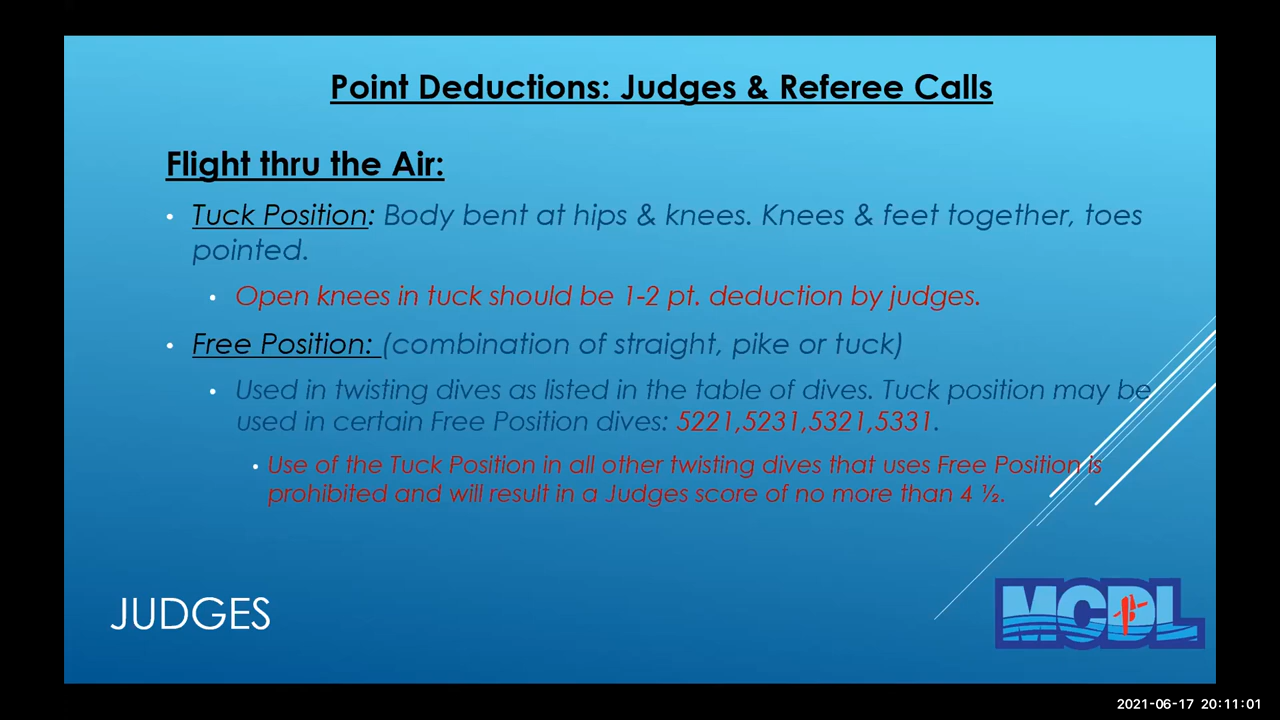 Point Deductions: Judges & Referee Calls
Flight thru the Air:
• Tuck Position: Body bent at hips & knees. Knees & feet together, toes
pointed.
• Open knees in tuck should be 1-2 pt. deduction by judges.
• Free Position: (combination of straight, pike or tuck)
• Used in twisting dives as listed in the table of dives. Tuck position may be
used in certain Free Position dives: 5221,5231,5321,5331.
• Use of the Tuck Position in all other twisting dives that uses Free Position is
prohibited and will result in a Judges score of no more than 4 ½.
JUDGES
MCDL
2021-06-17 20:11:01